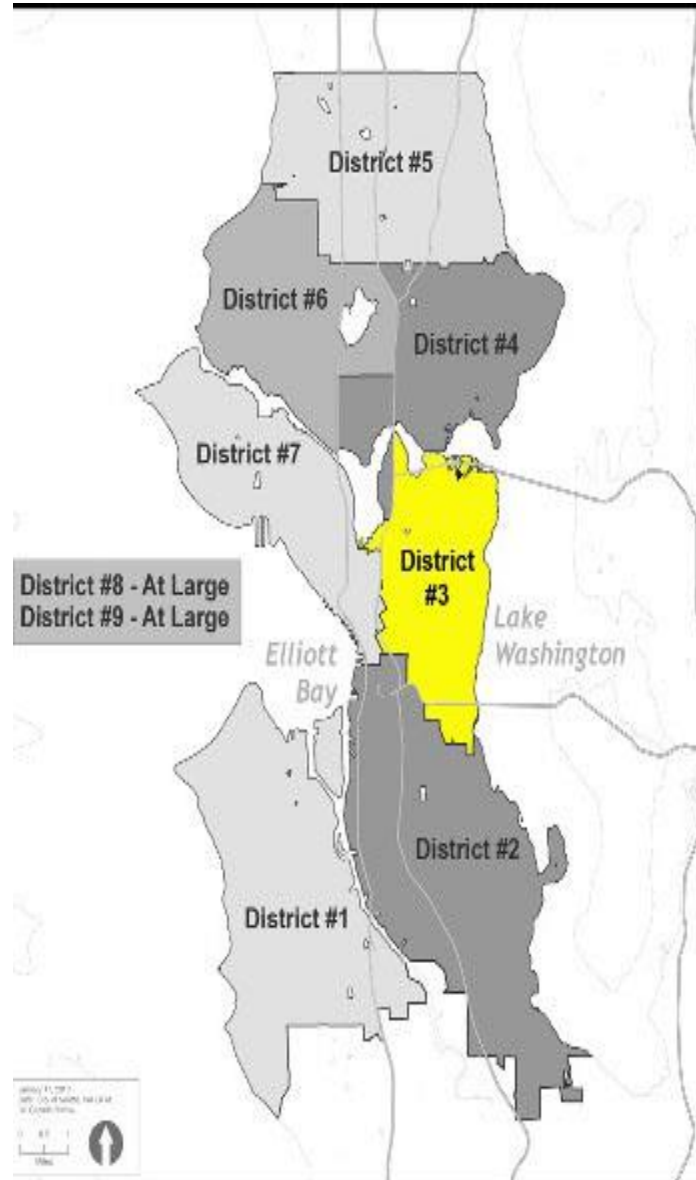 District #5
District #6
District #4
District #7
District
#3
District #8 - At Large
District #9 - At Large
Lake
Washington
Elliott
Bay
District #2
District #1
Miles